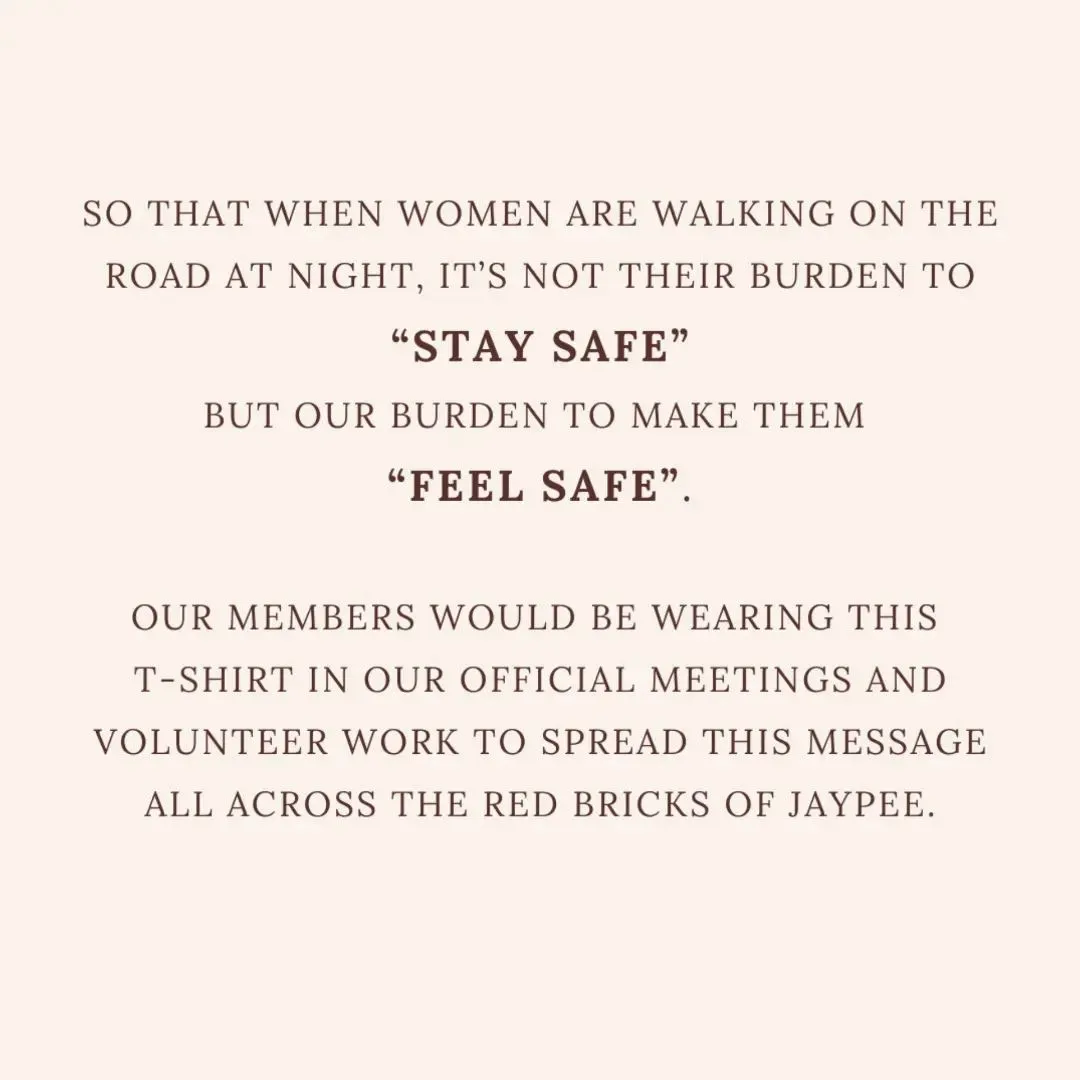 SO THAT WHEN WOMEN ARE WALKING ON THE
ROAD AT NIGHT, IT’S NOT THEIR BURDEN TO
“STAY SAFE”
BUT OUR BURDEN TO MAKE THEM
“FEEL SAFE”.
OUR MEMBERS WOULD BE WEARING THIS
T-SHIRT IN OUR OFFICIAL MEETINGS AND
VOLUNTEER WORK TO SPREAD THIS MESSAGE
ALL ACROSS THE RED BRICKS OF JAYPEE.